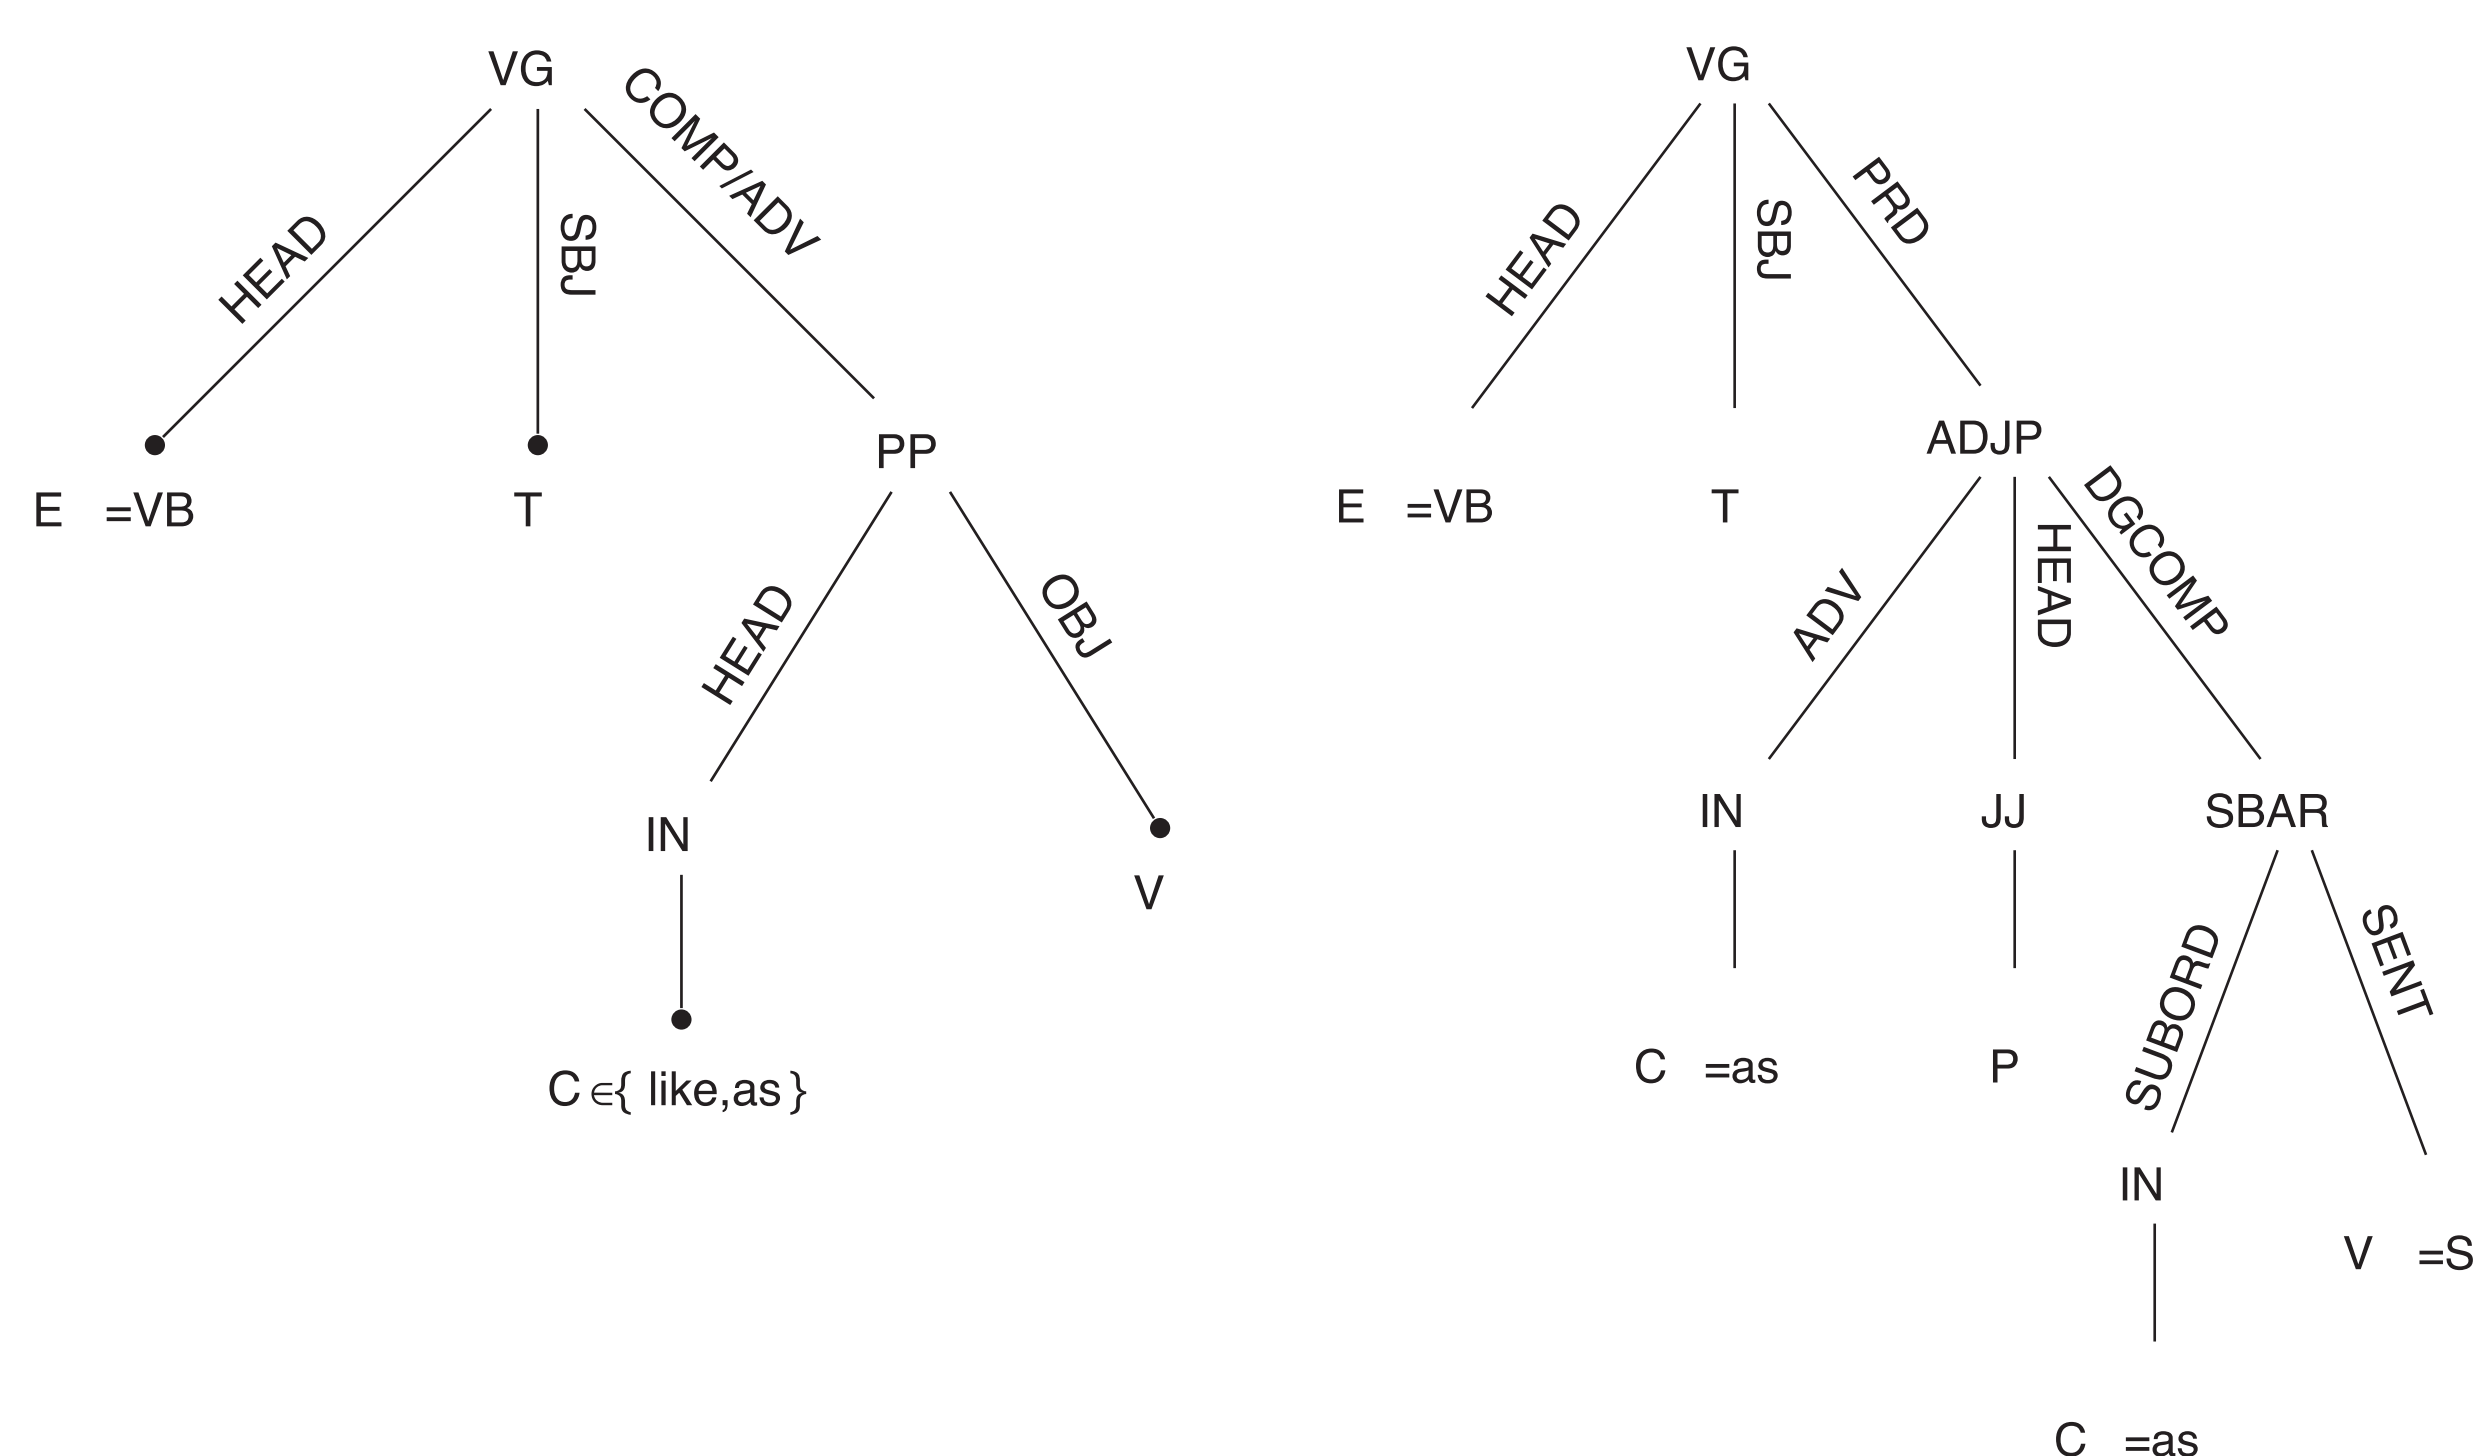 VG
HEAD
SBJ
COMP/ADV
E =VB
T
PP
HEAD
OBJ
IN
V
C ∈{ like,as }
VG
HEAD
SBJ
PRD
E =VB
T
ADJP
ADV
HEAD
DGCOMP
IN
JJ
SBAR
C =as
P
SUBORD
SENT
IN
V =S
C =as